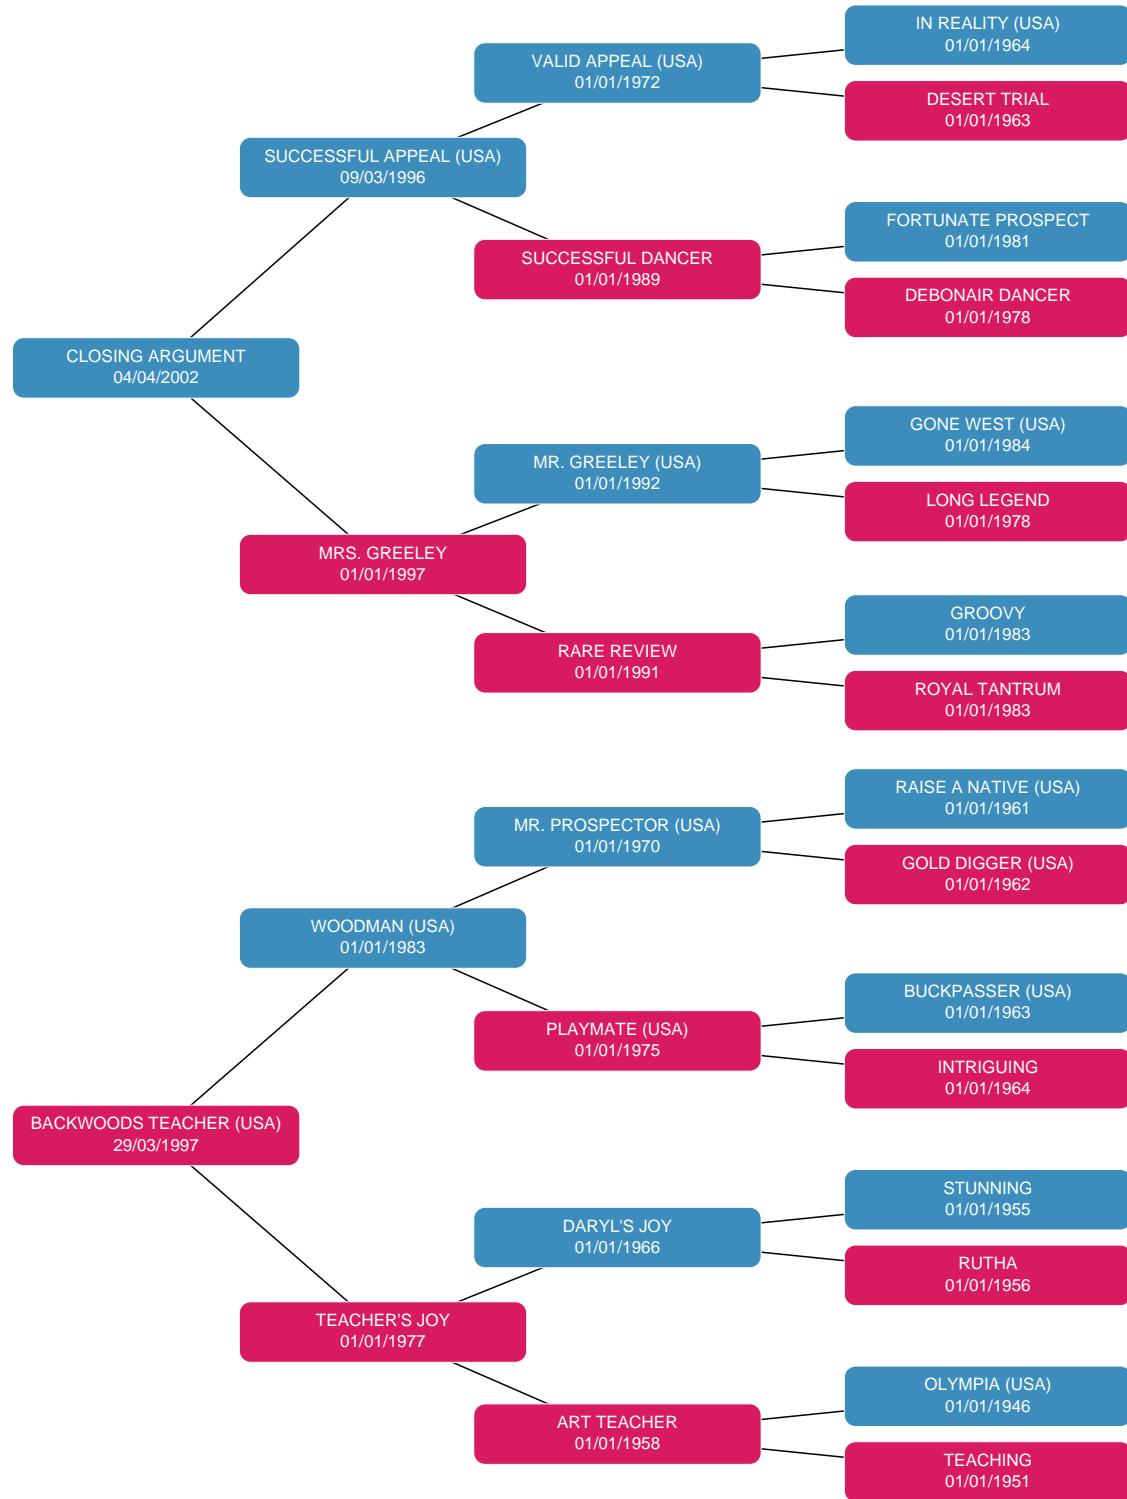 IN REALITY (USA)
01/01/1964
VALID APPEAL (USA)
01/01/1972
DESERT TRIAL
01/01/1963
SUCCESSFUL APPEAL (USA)
09/03/1996
FORTUNATE PROSPECT
01/01/1981
SUCCESSFUL DANCER
01/01/1989
DEBONAIR DANCER
01/01/1978
CLOSING ARGUMENT
04/04/2002
GONE WEST (USA)
01/01/1984
MR. GREELEY (USA)
01/01/1992
LONG LEGEND
01/01/1978
MRS. GREELEY
01/01/1997
GROOVY
01/01/1983
RARE REVIEW
01/01/1991
ROYAL TANTRUM
01/01/1983
RAISE A NATIVE (USA)
01/01/1961
MR. PROSPECTOR (USA)
01/01/1970
GOLD DIGGER (USA)
01/01/1962
WOODMAN (USA)
01/01/1983
BUCKPASSER (USA)
01/01/1963
PLAYMATE (USA)
01/01/1975
INTRIGUING
01/01/1964
BACKWOODS TEACHER (USA)
29/03/1997
STUNNING
01/01/1955
DARYL'S JOY
01/01/1966
RUTHA
01/01/1956
TEACHER'S JOY
01/01/1977
OLYMPIA (USA)
01/01/1946
ART TEACHER
01/01/1958
TEACHING
01/01/1951